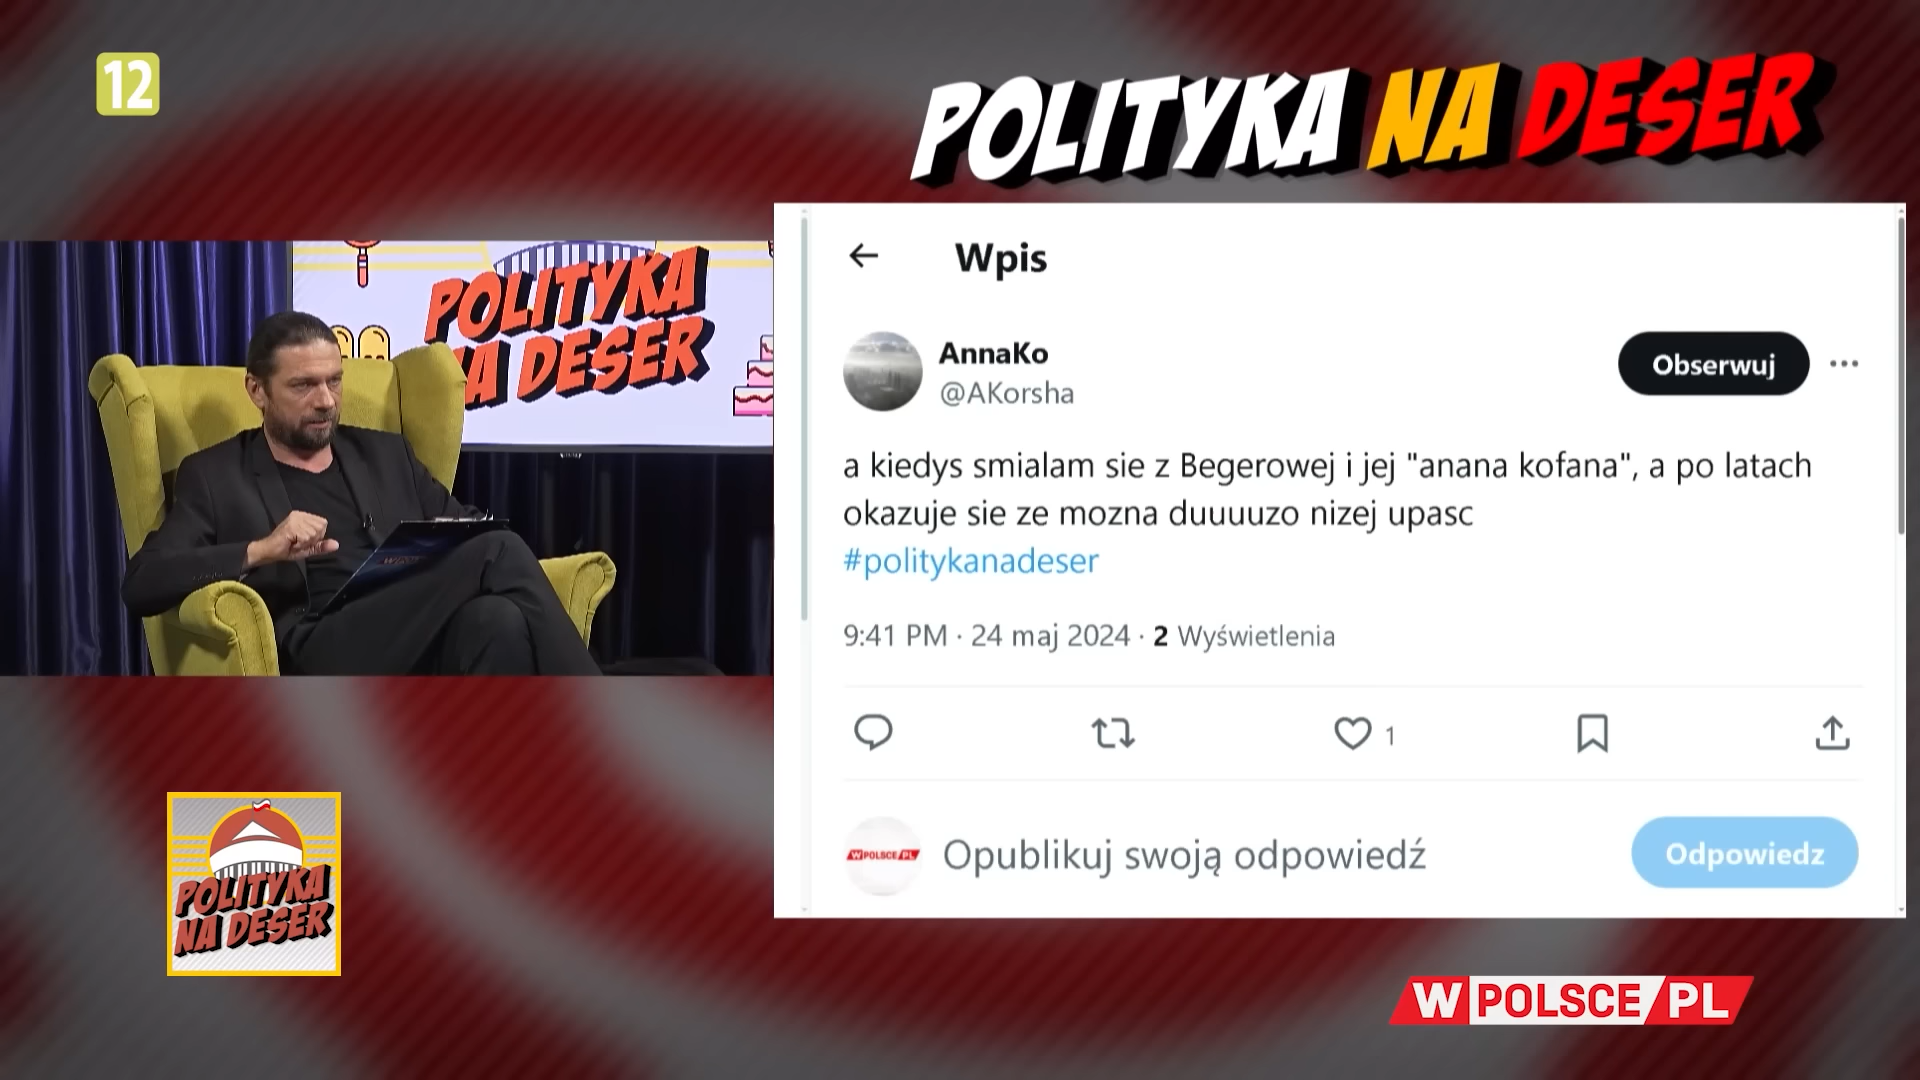 12
POLITYKA NA DESER
POLITYKA
NA DESER
Wpis
AnnaKo
@AKorsha
Obserwuj
a kiedys smialam sie z Begerowej i jej "anana kofana", a po latach
okazuje sie ze mozna duuuuzo nizej upasc
#politykanadeser
9:41 PM · 24 maj 2024 · 2 Wyświetlenia
1
WPOLSCE/PL
Opublikuj swoją odpowiedź
Odpowiedz
POLITYKA
NA DESER
W POLSCE/PL